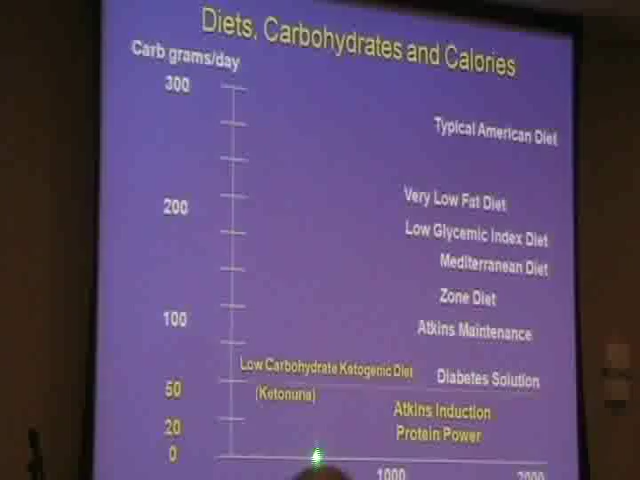 Diets, Carbohydrates and Calories
Carb grams/day
300
Typical American Diet
200
Very Low Fat Diet
Low Glycemic Index Diet
Mediterranean Diet
Zone Diet
100
Atkins Maintenance
Low Carbohydrate Ketogenic Diet
Diabetes Solution
50
(Ketonuria)
Atkins Induction
20
Protein Power
0
1000
2000